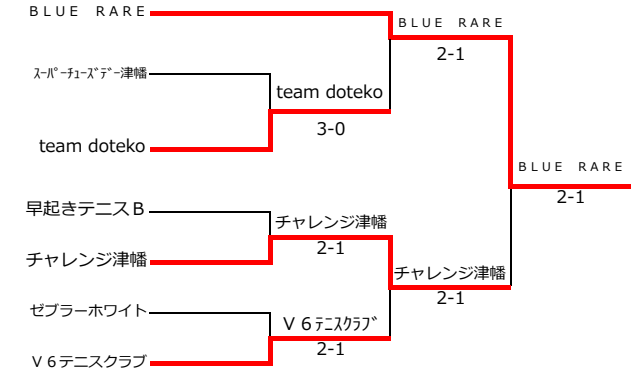 ＢＬＵＥ　ＲＡＲＥ
ＢＬＵＥ　ＲＡＲＥ
2-1
ｽｰﾊﾟｰﾁｭｰｽﾞﾃﾞｰ津幡
team doteko
3-0
team doteko
ＢＬＵＥ　ＲＡＲＥ
2-1
早起きテニスＢ
チャレンジ津幡
2-1
チャレンジ津幡
チャレンジ津幡
2-1
ゼブラーホワイト
Ｖ６ﾃﾆｽｸﾗﾌﾞ
2-1
Ｖ６テニスクラブ